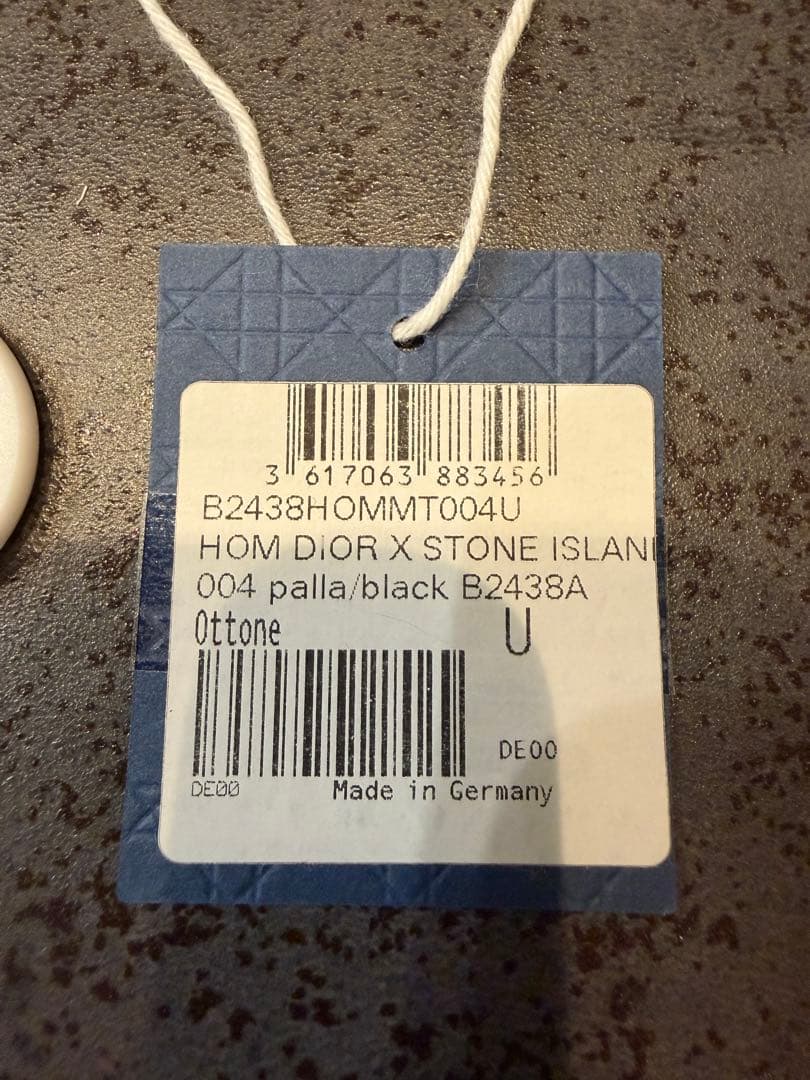 3 617063 883456
B2438HOMMT004U
HOM DIOR X STONE ISLAN
004 palla/black B2438A
Ottone U
DE00
DE00 Made in Germany